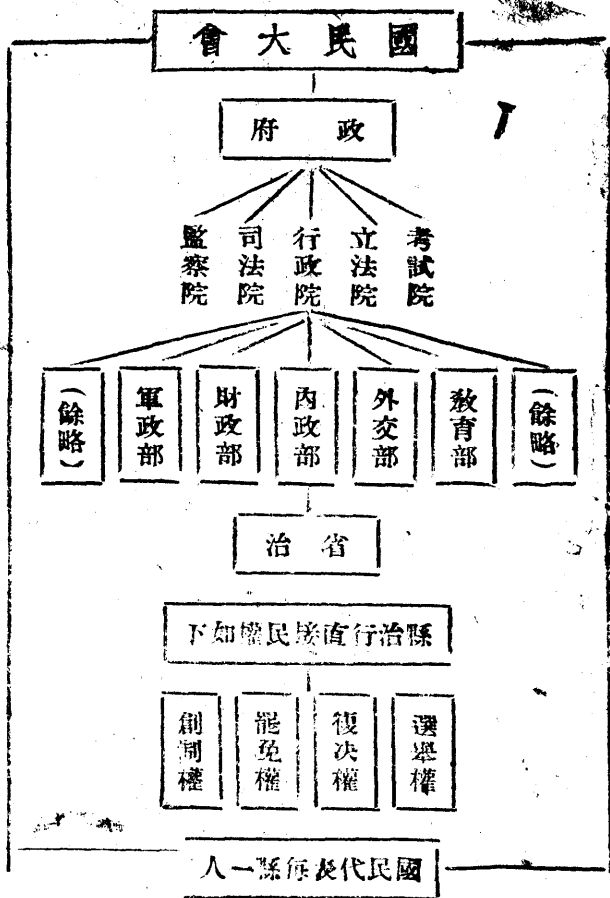 國民大會
政府
考試院
立法院
行政院
司法院
監察院
(餘略)
教育部
外交部
內政部
財政部
軍政部
(餘略)
省治
縣治行直接民權如下
選舉權
復決權
罷免權
創制權
國民代表每縣一人